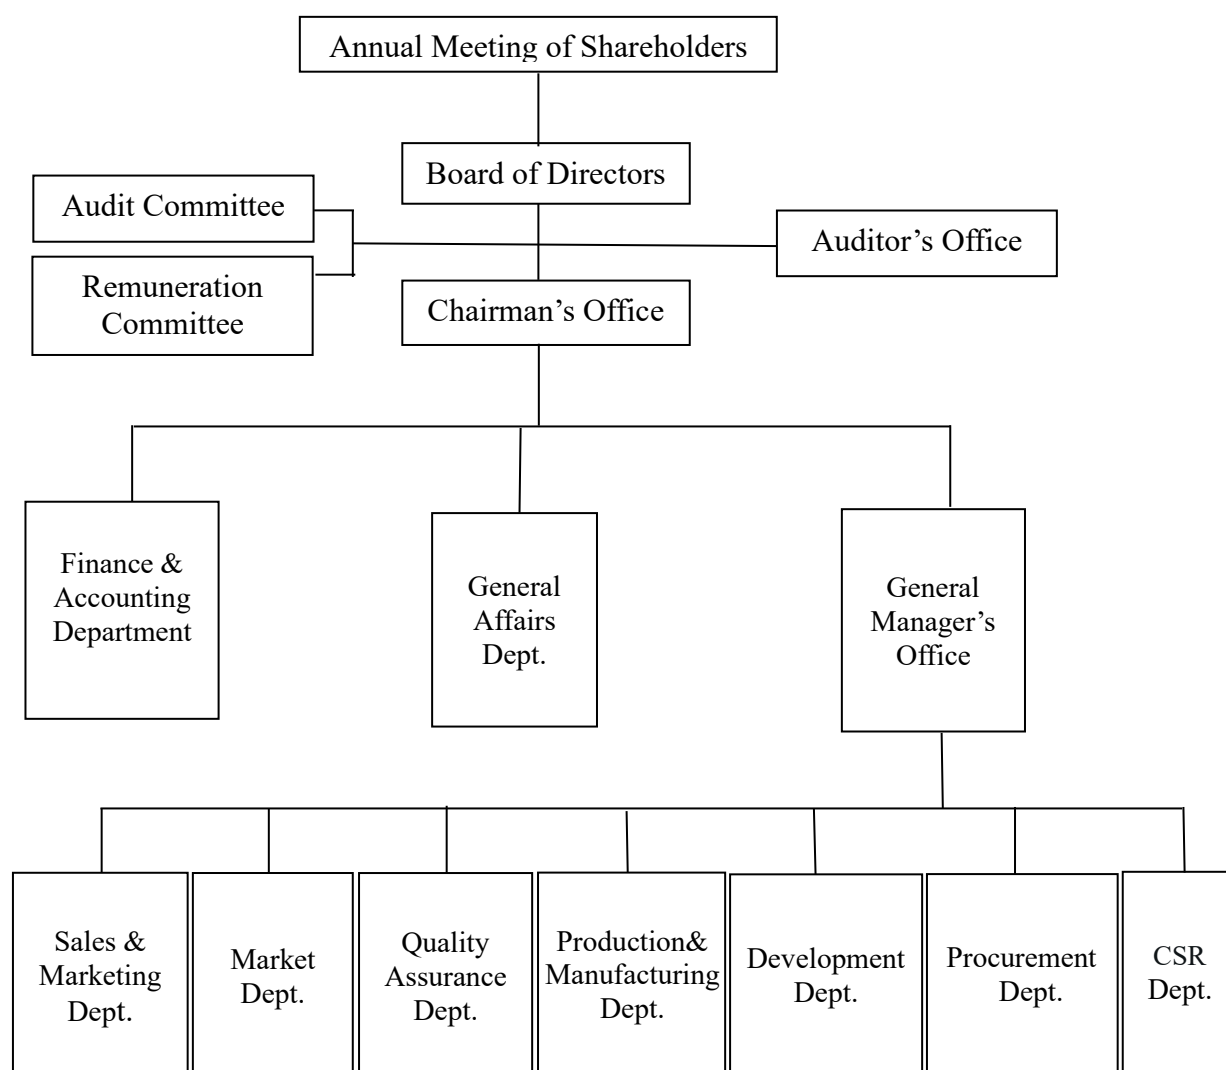 Annual Meeting of Shareholders
Board of Directors
Audit Committee
Auditor’s Office
Remuneration
Committee
Chairman’s Office
Finance &
Accounting
Department
General
Affairs
Dept.
General
Manager’s
Office
Sales &
Marketing
Dept.
Market
Dept.
Quality
Assurance
Dept.
Production&
Manufacturing
Dept.
Development
Dept.
Procurement
Dept.
CSR
Dept.